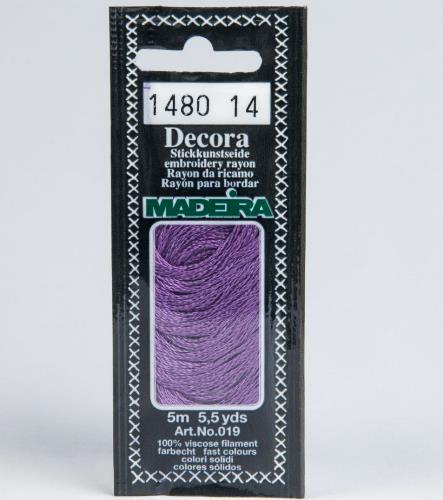 1480 14
Decora
Stickkunstseide
embroidery rayon
Rayon da ricamo
Rayón para bordar
MADEIRA
5m 5,5 yds
Art.No.019
100% viscose filament
farbecht fast colours
colori solidi
colores sólidos